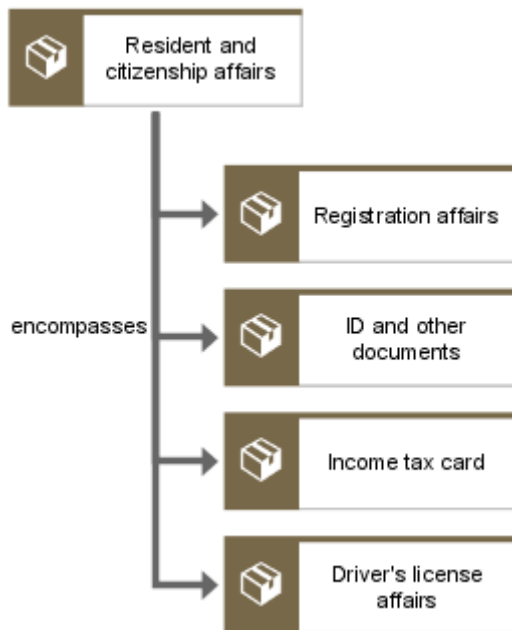 Resident and
citizenship affairs
Registration affairs
encompasses
ID and other
documents
Income tax card
Driver's license
affairs